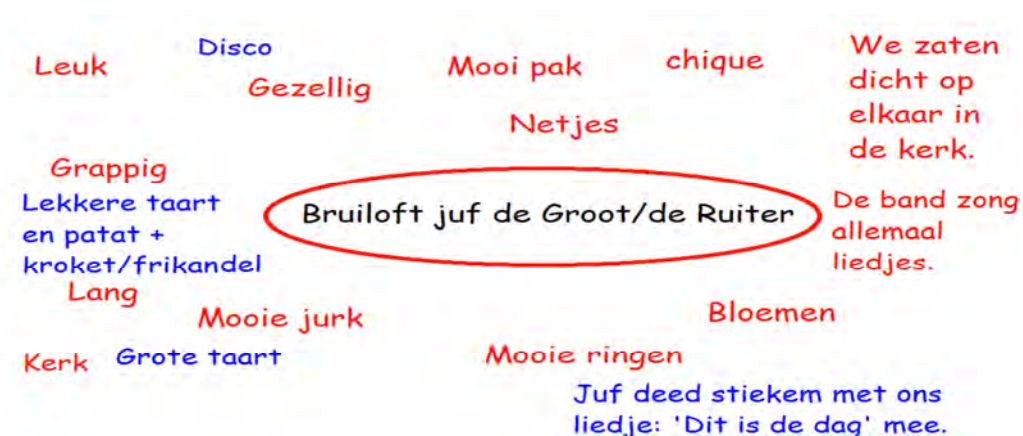 Leuk
Disco
Gezellig
Mooi pak
chique
Netjes
We zaten
dicht op
elkaar in
de kerk.
Grappig
Lekkere taart
en patat +
kroket/frikandel
Bruiloft juf de Groot/de Ruiter
De band zong
allemaal
liedjes.
Lang
Mooie jurk
Bloemen
Kerk
Grote taart
Mooie ringen
Juf deed stiekem met ons
liedje: 'Dit is de dag' mee.